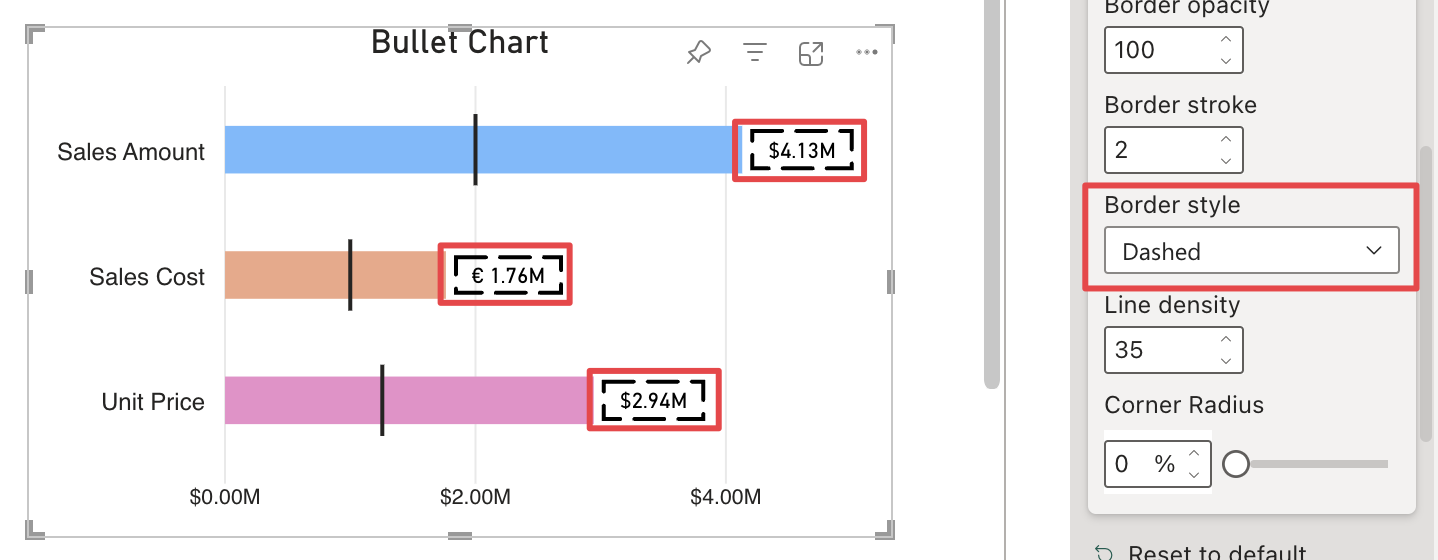 Bullet Chart
Sales Amount
$4.13M
Sales Cost
€ 1.76M
Unit Price
$2.94M
$0.00M
$2.00M
$4.00M
Border opacity
100
Border stroke
2
Border style
Dashed
Line density
35
Corner Radius
0 %
Reset to default